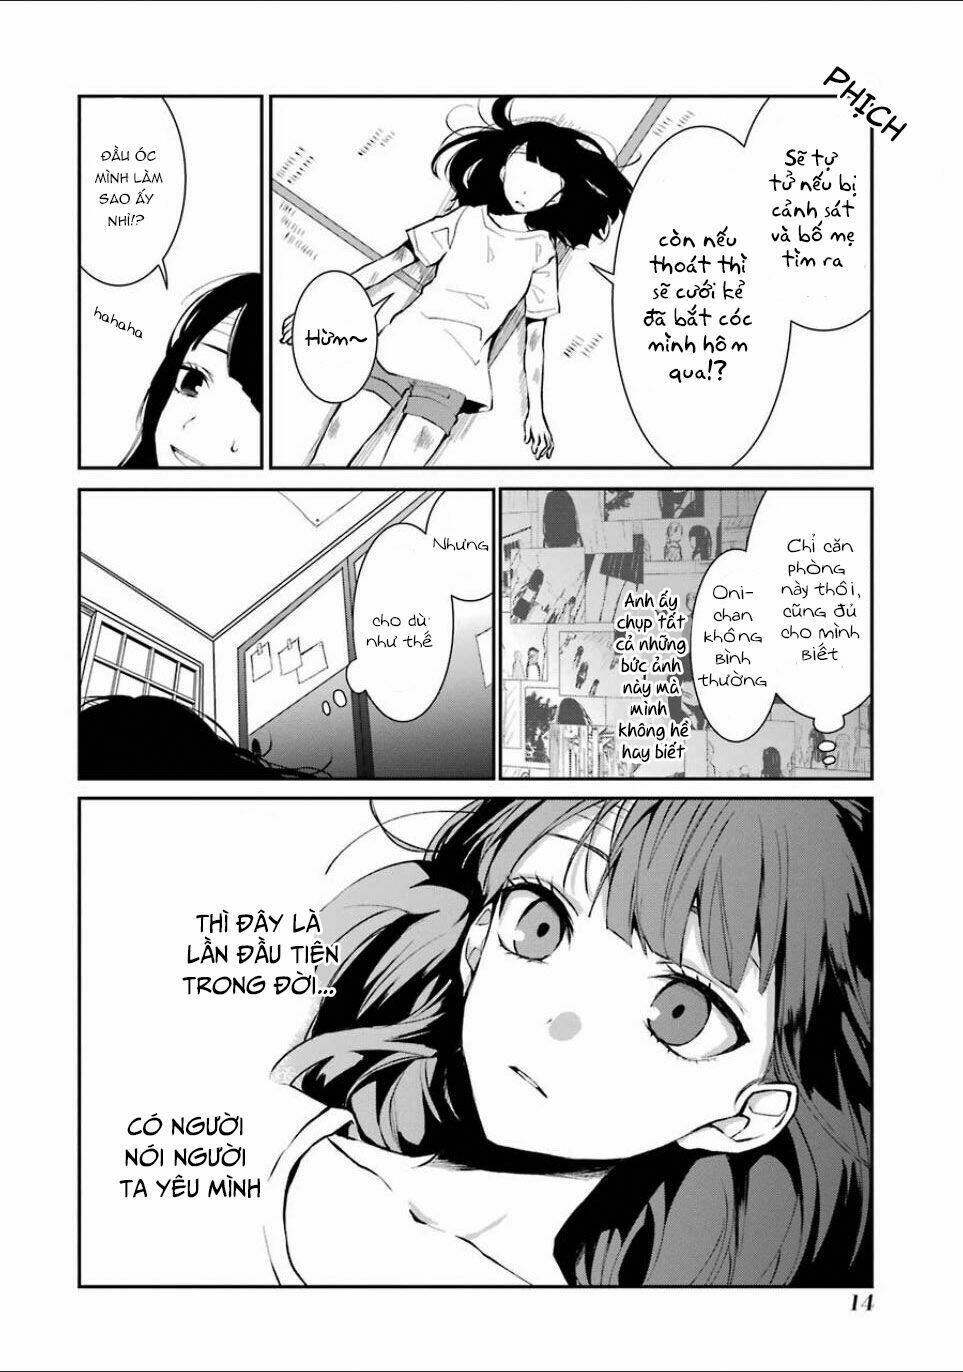 PHỊCH
Sẽ tự
tử nếu bị
cảnh sát
và bố mẹ
tìm ra
còn nếu
thoát thì
sẽ cưới kẻ
đã bắt cóc
mình hôm
qua!?
Hừm~
ĐẦU ÓC
MÌNH LÀM
SAO ẤY
NHỈ!?
hahaha
Chỉ căn
phòng
này thôi,
cũng đủ
cho mình
Biết
Oni-
chan
không
Bình
thường
Anh ấy
chụp tất
cả những
bức ảnh
này mà
mình
không hề
hay biết
Nhưng
cho dù
như thế
THÌ ĐÂY LÀ
LẦN ĐẦU TIÊN
TRONG ĐỜI...
CÓ NGƯỜI
NÓI NGƯỜI
TA YÊU MÌNH
14